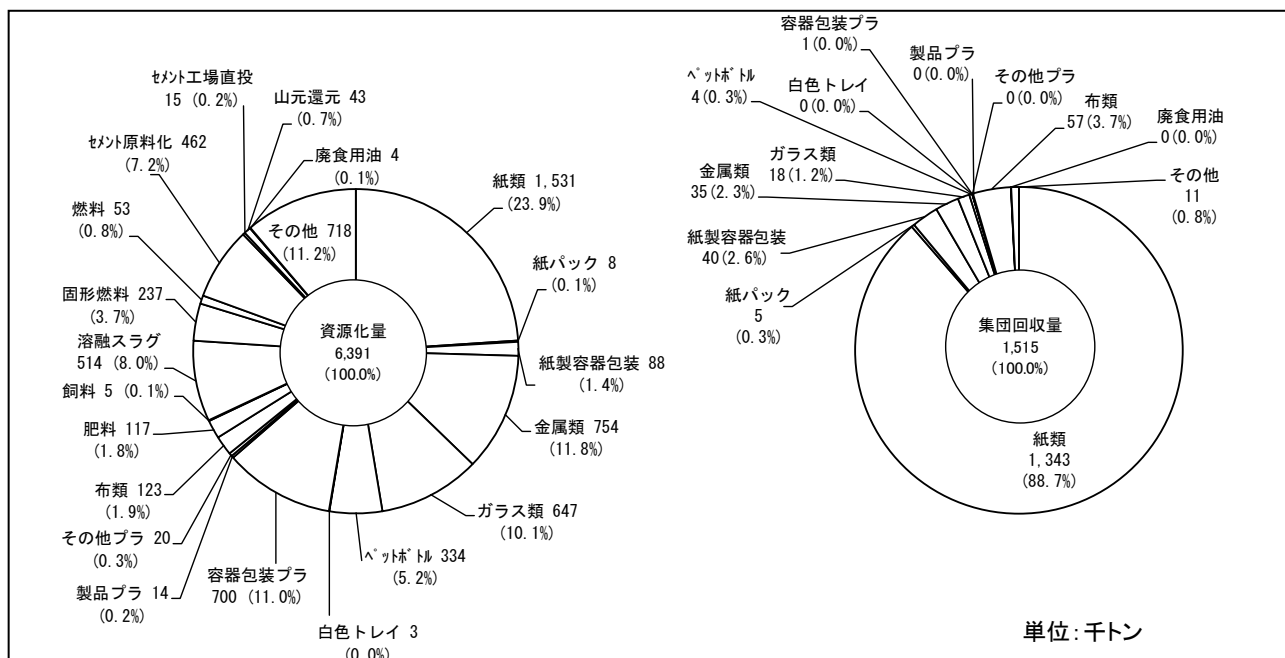 セメント工場直投
15 (0.2%)
山元還元 43
(0.7%)
セメント原料化 462
(7.2%)
廃食用油 4
(0.1%)
燃料 53
(0.8%)
その他 718
(11.2%)
固形燃料 237
(3.7%)
溶融スラグ
514 (8.0%)
飼料 5 (0.1%)
肥料 117
(1.8%)
布類 123
(1.9%)
その他プラ 20
(0.3%)
製品プラ 14
(0.2%)
容器包装プラ
700 (11.0%)
白色トレイ 3
(0.0%)
ペットボトル 334
(5.2%)
ガラス類 647
(10.1%)
金属類 754
(11.8%)
紙製容器包装 88
(1.4%)
紙パック 8
(0.1%)
紙類 1,531
(23.9%)
資源化量
6,391
(100.0%)
容器包装プラ
1(0.0%)
製品プラ
0(0.0%)
ペットボトル
4(0.3%)
白色トレイ
0(0.0%)
その他プラ
0(0.0%)
布類
57(3.7%)
廃食用油
0(0.0%)
その他
11
(0.8%)
金属類
35(2.3%)
ガラス類
18(1.2%)
紙製容器包装
40(2.6%)
紙パック
5
(0.3%)
集団回収量
1,515
(100.0%)
紙類
1,343
(88.7%)
単位:千トン